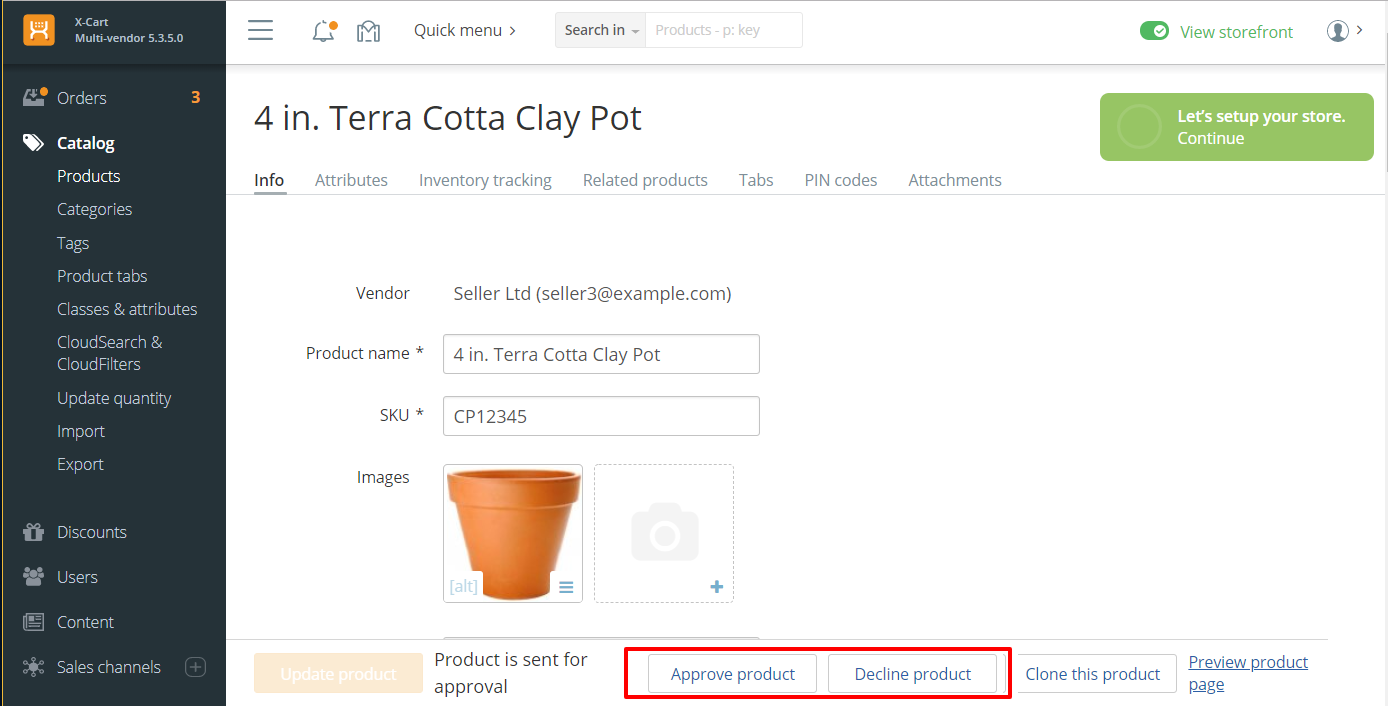 X-Cart
Multi-vendor 5.3.5.0
Quick menu
Search in
Products - p: key
View storefront
Orders
3
Catalog
Products
Categories
Tags
Product tabs
Classes & attributes
CloudSearch &
CloudFilters
Update quantity
Import
Export
Discounts
Users
Content
Sales channels
4 in. Terra Cotta Clay Pot
Let's setup your store.
Continue
Info
Attributes
Inventory tracking
Related products
Tabs
PIN codes
Attachments
Vendor
Seller Ltd (seller3@example.com)
Product name *
4 in. Terra Cotta Clay Pot
SKU *
CP12345
Images
[alt]
Update product
Product is sent for
approval
Approve product
Decline product
Clone this product
Preview product
page